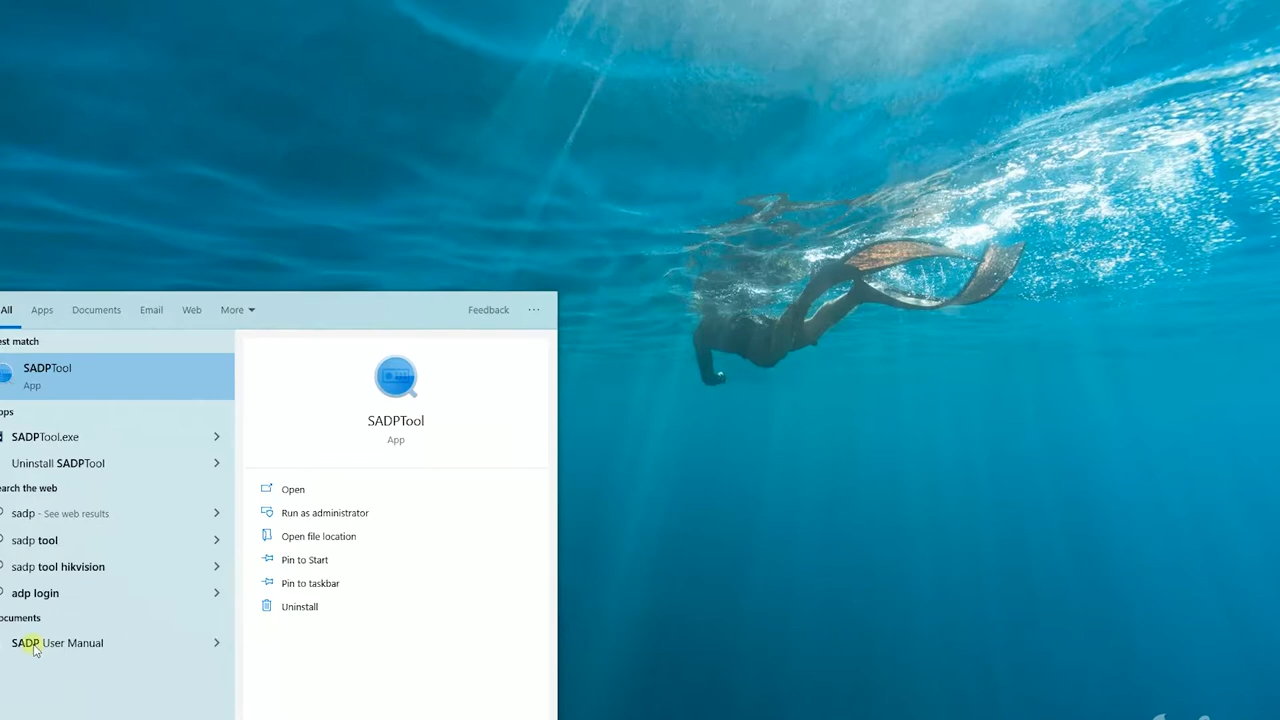 All Apps Documents Email Web More Feedback ...
est match
SADPTool
App
pps
SADPTool.exe
Uninstall SADPTool
earch the web
sadp - See web results
sadp tool
sadp tool hikvision
adp login
ocuments
SADP User Manual
SADPTool
App
Open
Run as administrator
Open file location
Pin to Start
Pin to taskbar
Uninstall